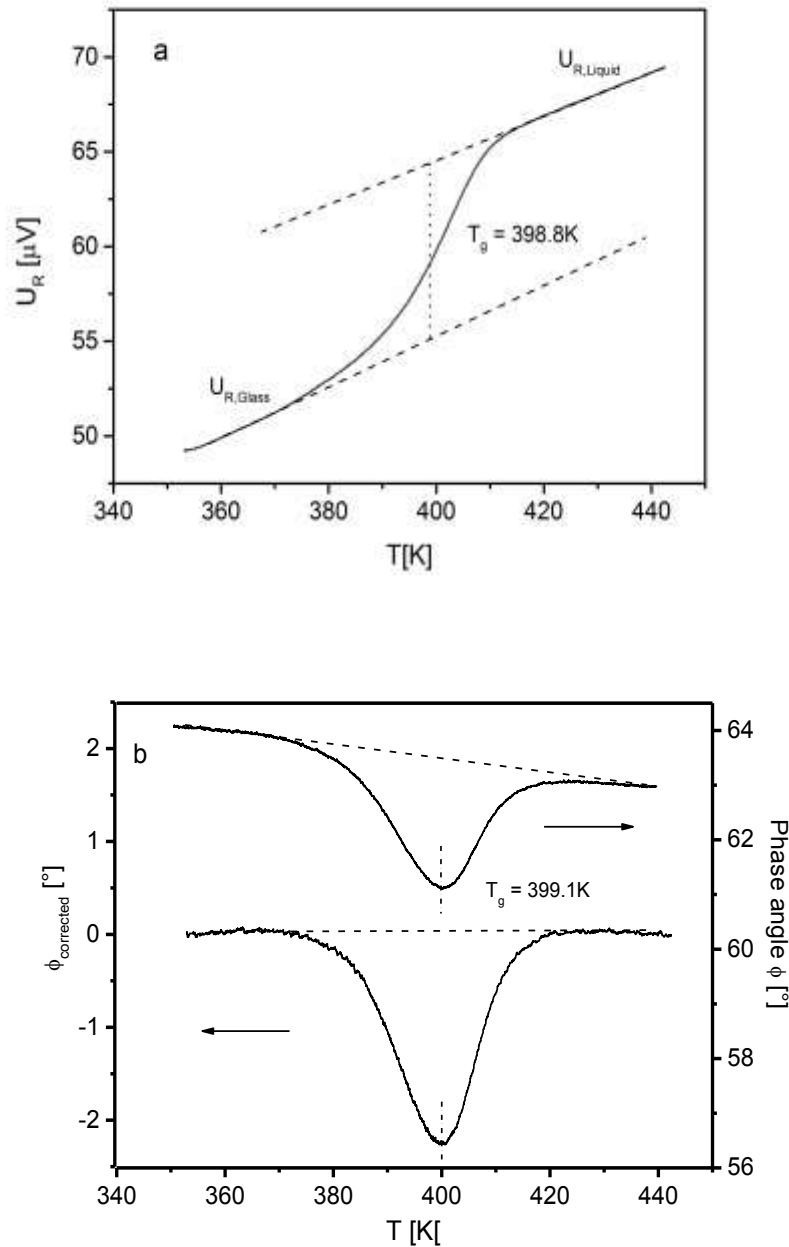 a
U_R,Liquid
70
65
60
55
50
U_R [μV]
T_g = 398.8K
U_R,Glass
340 360 380 400 420 440
T[K]
b
2
1
0
-1
-2
ϕ_corrected [°]
64
62
60
58
56
Phase angle ϕ [°]
T_g = 399.1K
340 360 380 400 420 440
T [K[